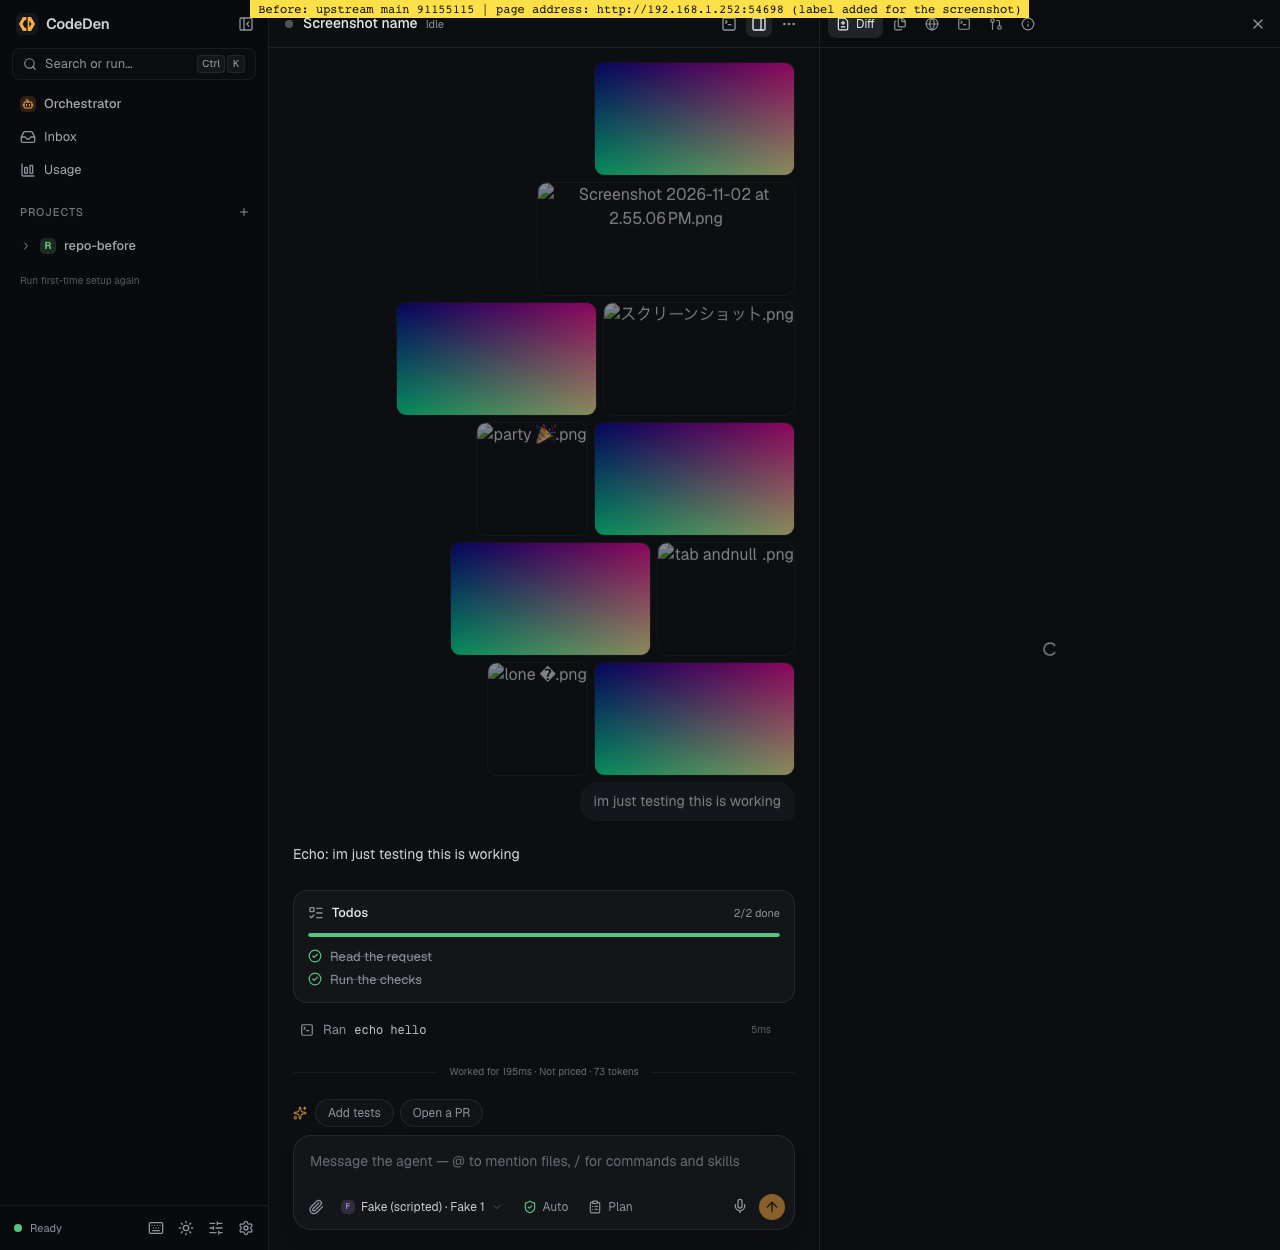 Before: upstream main 91155115 | page address: http://192.168.1.252:54698 (label added for the screenshot)
CodeDen
Screenshot name Idle
Diff
Search or run... Ctrl K
Orchestrator
Inbox
Usage
PROJECTS
R repo-before
Run first-time setup again
Screenshot 2026-11-02 at
2.55.06 PM.png
スクリーンショット.png
party 🎉.png
tab andnull .png
lone �.png
im just testing this is working
Echo: im just testing this is working
Todos 2/2 done
Read the request
Run the checks
Ran echo hello 5ms
Worked for 195ms · Not priced · 73 tokens
Add tests Open a PR
Message the agent — @ to mention files, / for commands and skills
F Fake (scripted) · Fake 1 Auto Plan
Ready